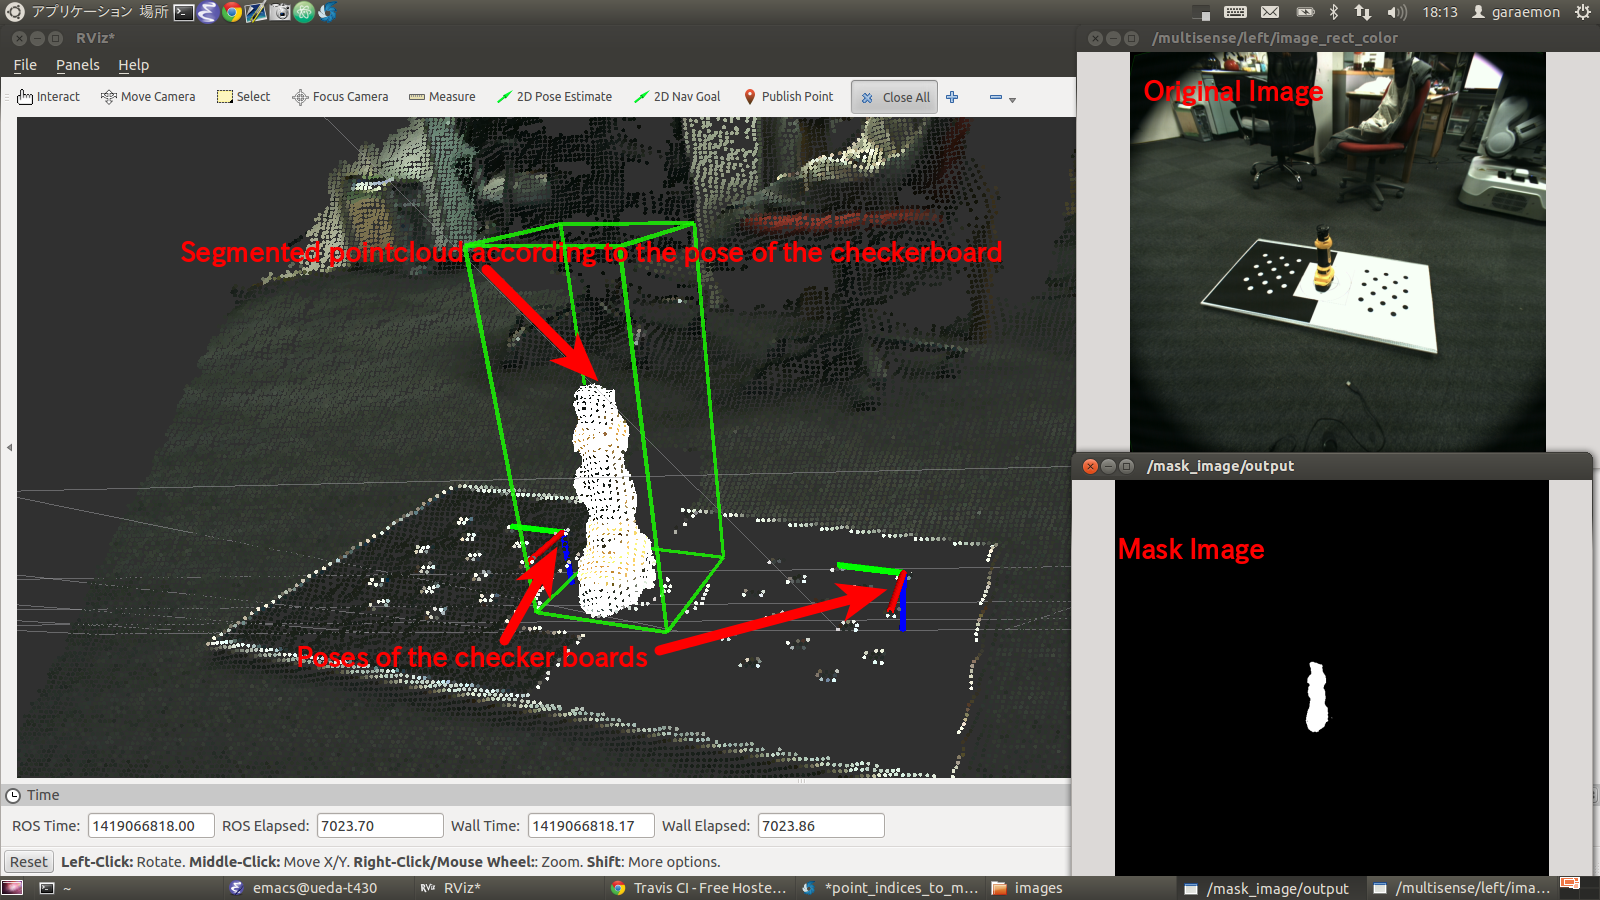 アプリケーション 場所
18:13 garaemon
RViz*
File Panels Help
Interact Move Camera Select Focus Camera Measure 2D Pose Estimate 2D Nav Goal Publish Point Close All
Segmented pointcloud according to the pose of the checkerboard
Poses of the checker boards
/multisense/left/image_rect_color
Original Image
/mask_image/output
Mask Image
Time
ROS Time: 1419066818.00 ROS Elapsed: 7023.70 Wall Time: 1419066818.17 Wall Elapsed: 7023.86
Reset Left-Click: Rotate. Middle-Click: Move X/Y. Right-Click/Mouse Wheel:: Zoom. Shift: More options.
~ emacs@ueda-t430 RViz RViz* Travis CI - Free Hoste... *point_indices_to_m... images /mask_image/output /multisense/left/ima...